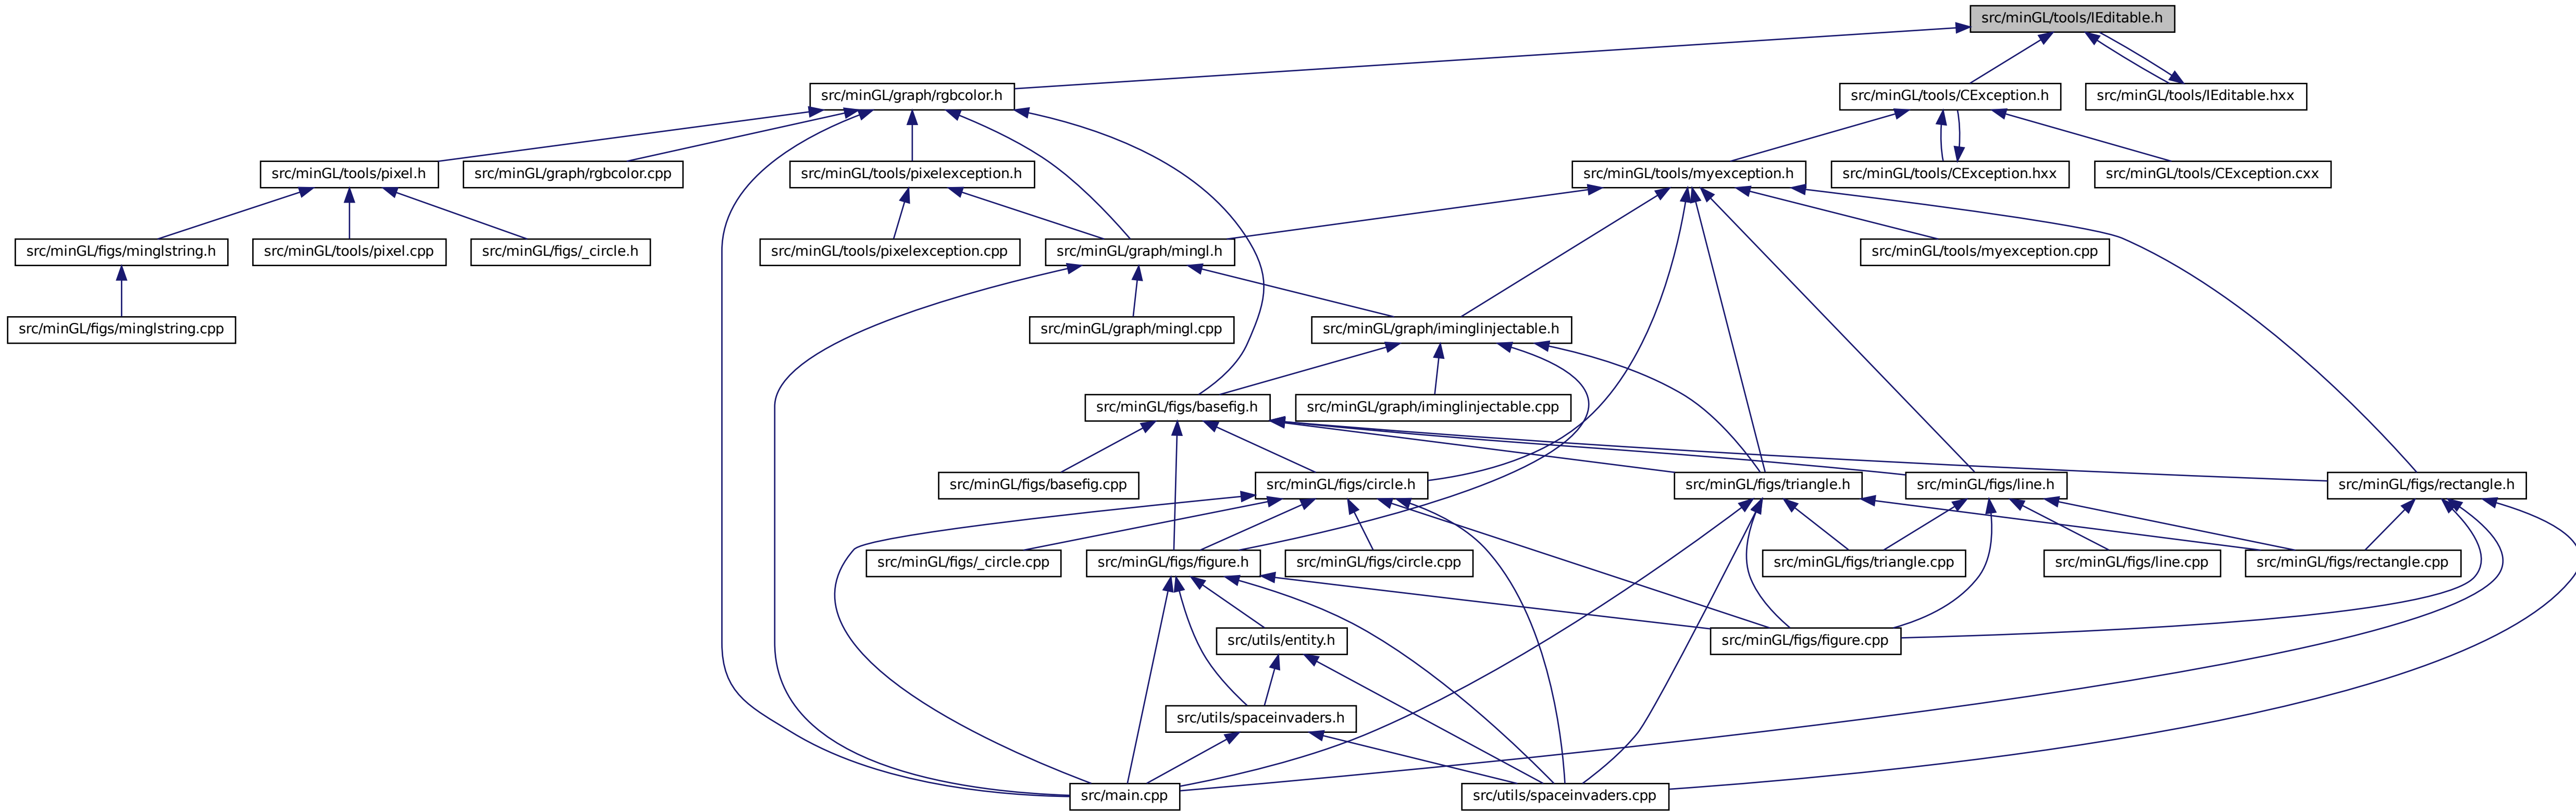 src/minGL/tools/IEditable.h
src/minGL/graph/rgbcolor.h
src/minGL/tools/CException.h
src/minGL/tools/IEditable.hxx
src/minGL/tools/pixel.h
src/minGL/graph/rgbcolor.cpp
src/minGL/tools/pixelexception.h
src/minGL/tools/myexception.h
src/minGL/tools/CException.hxx
src/minGL/tools/CException.cxx
src/minGL/figs/minglstring.h
src/minGL/tools/pixel.cpp
src/minGL/figs/_circle.h
src/minGL/tools/pixelexception.cpp
src/minGL/graph/mingl.h
src/minGL/tools/myexception.cpp
src/minGL/figs/minglstring.cpp
src/minGL/graph/mingl.cpp
src/minGL/graph/iminglinjectable.h
src/minGL/figs/basefig.h
src/minGL/graph/iminglinjectable.cpp
src/minGL/figs/basefig.cpp
src/minGL/figs/circle.h
src/minGL/figs/triangle.h
src/minGL/figs/line.h
src/minGL/figs/rectangle.h
src/minGL/figs/_circle.cpp
src/minGL/figs/figure.h
src/minGL/figs/circle.cpp
src/minGL/figs/triangle.cpp
src/minGL/figs/line.cpp
src/minGL/figs/rectangle.cpp
src/utils/entity.h
src/minGL/figs/figure.cpp
src/utils/spaceinvaders.h
src/main.cpp
src/utils/spaceinvaders.cpp